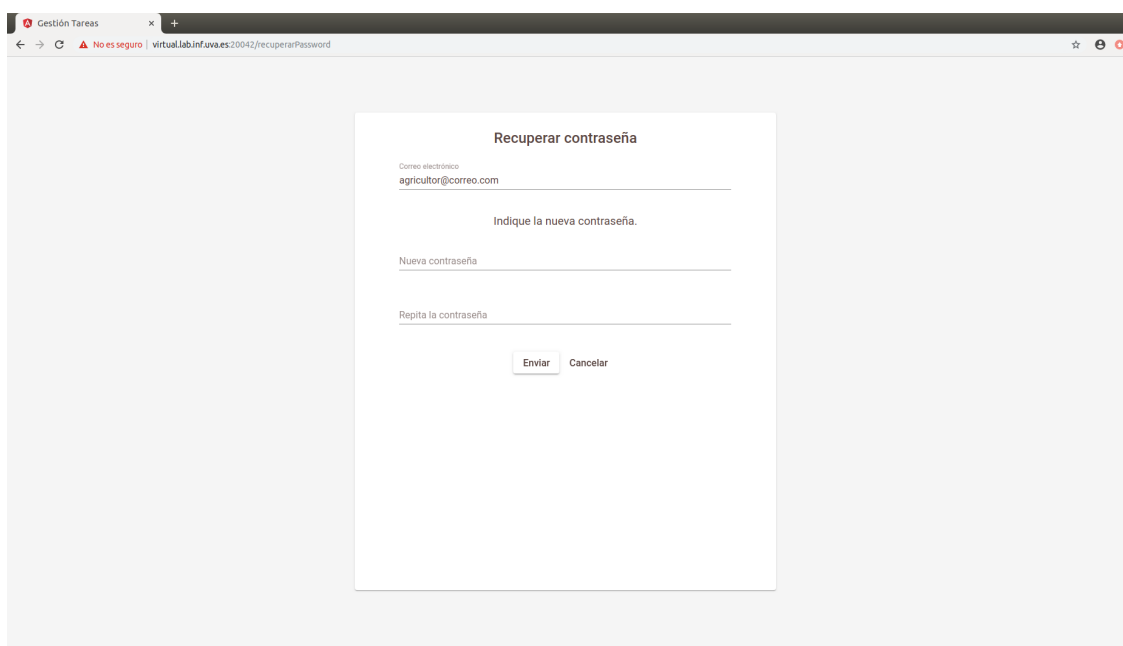 Gestión Tareas
No es seguro | virtual.lab.inf.uva.es:20042/recuperarPassword
Recuperar contraseña
Correo electrónico
agricultor@correo.com
Indique la nueva contraseña.
Nueva contraseña
Repita la contraseña
Enviar Cancelar